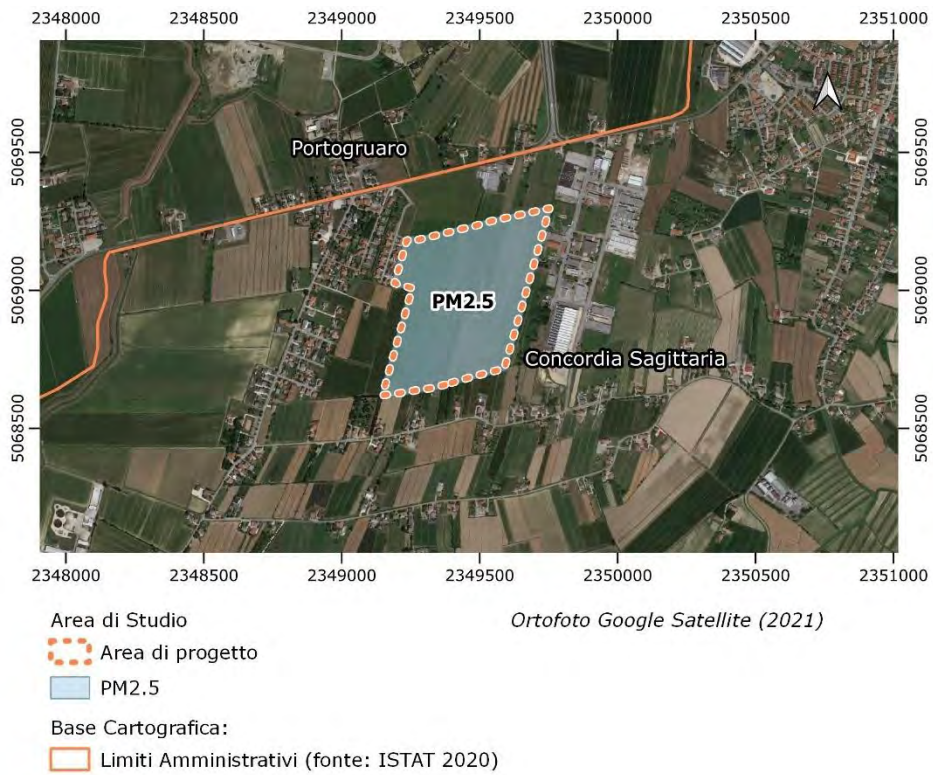 2348000 2348500 2349000 2349500 2350000 2350500 2351000
5069500
5069500
Portogruaro
5069000
5069000
PM2.5
Concordia Sagittaria
5068500
5068500
2348000 2348500 2349000 2349500 2350000 2350500 2351000
Area di Studio
Ortofoto Google Satellite (2021)
Area di progetto
PM2.5
Base Cartografica:
Limiti Amministrativi (fonte: ISTAT 2020)